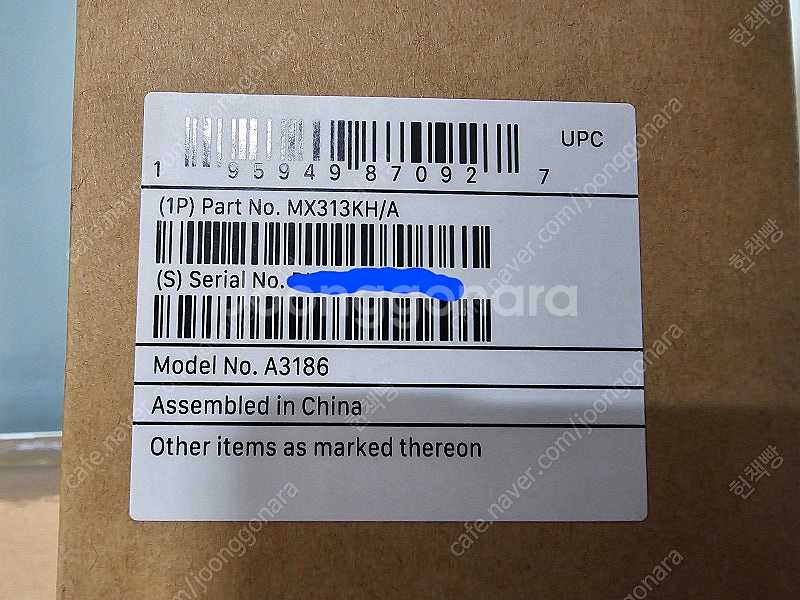 UPC
1 95949 87092 7
(1P) Part No. MX313KH/A
(S) Serial No.
joonggonara
Model No. A3186
Assembled in China
Other items as marked thereon
헌책빵
cafe.naver.com/joonggonara